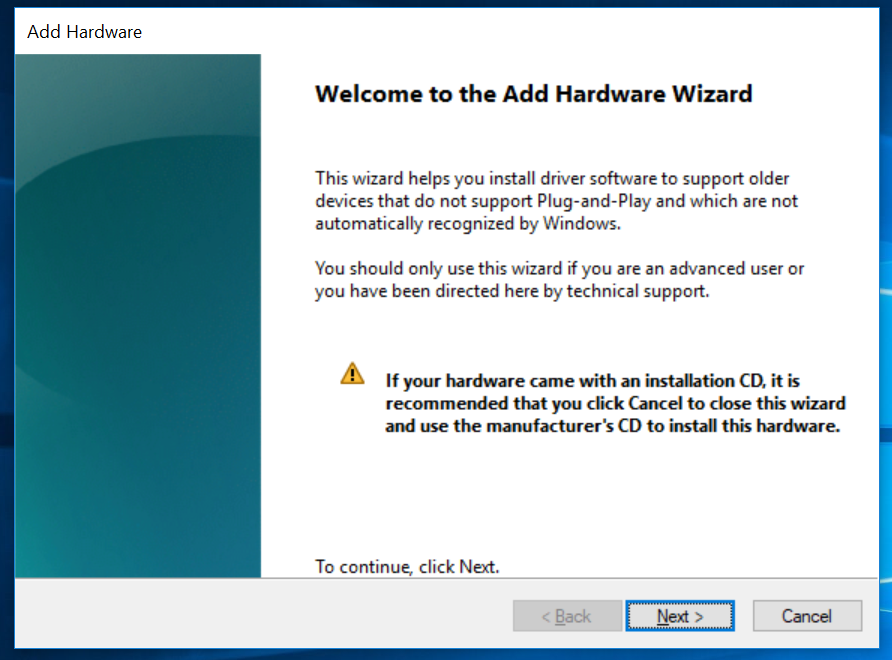 Add Hardware
Welcome to the Add Hardware Wizard
This wizard helps you install driver software to support older
devices that do not support Plug-and-Play and which are not
automatically recognized by Windows.
You should only use this wizard if you are an advanced user or
you have been directed here by technical support.
If your hardware came with an installation CD, it is
recommended that you click Cancel to close this wizard
and use the manufacturer's CD to install this hardware.
To continue, click Next.
< Back Next > Cancel